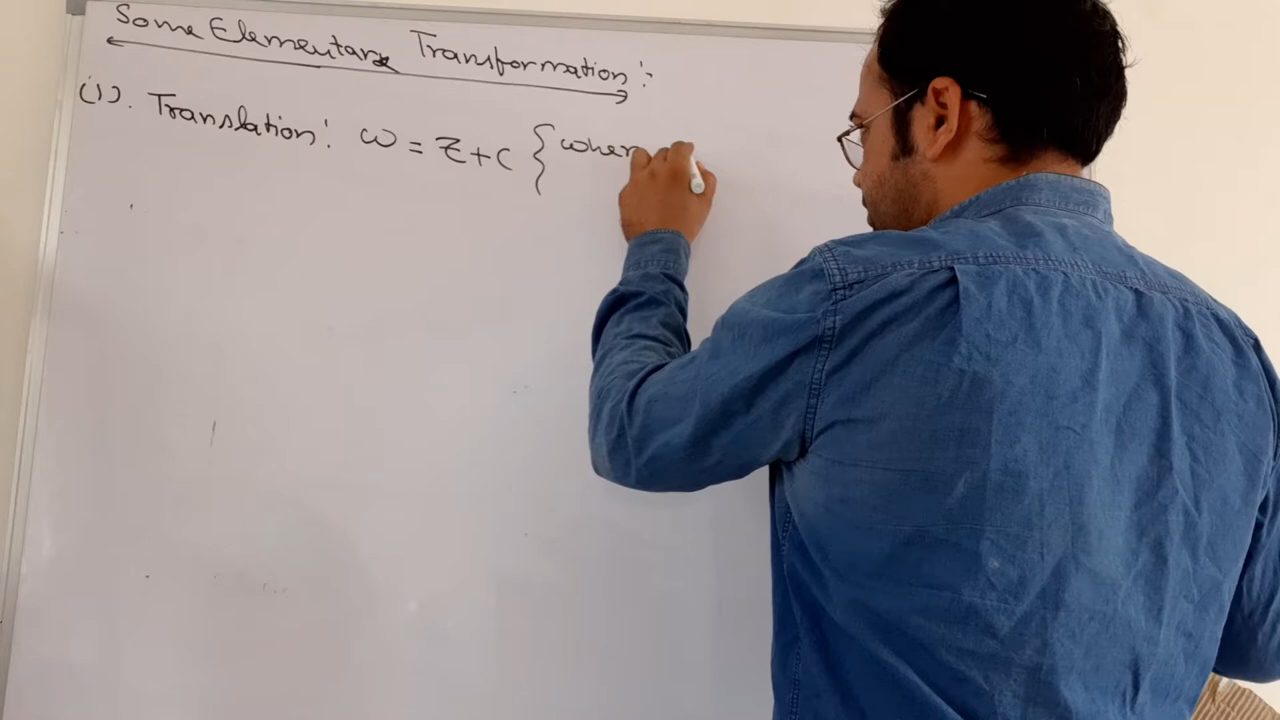 Some Elementary Transformation:
(1). Translation: ω = z+c { wher